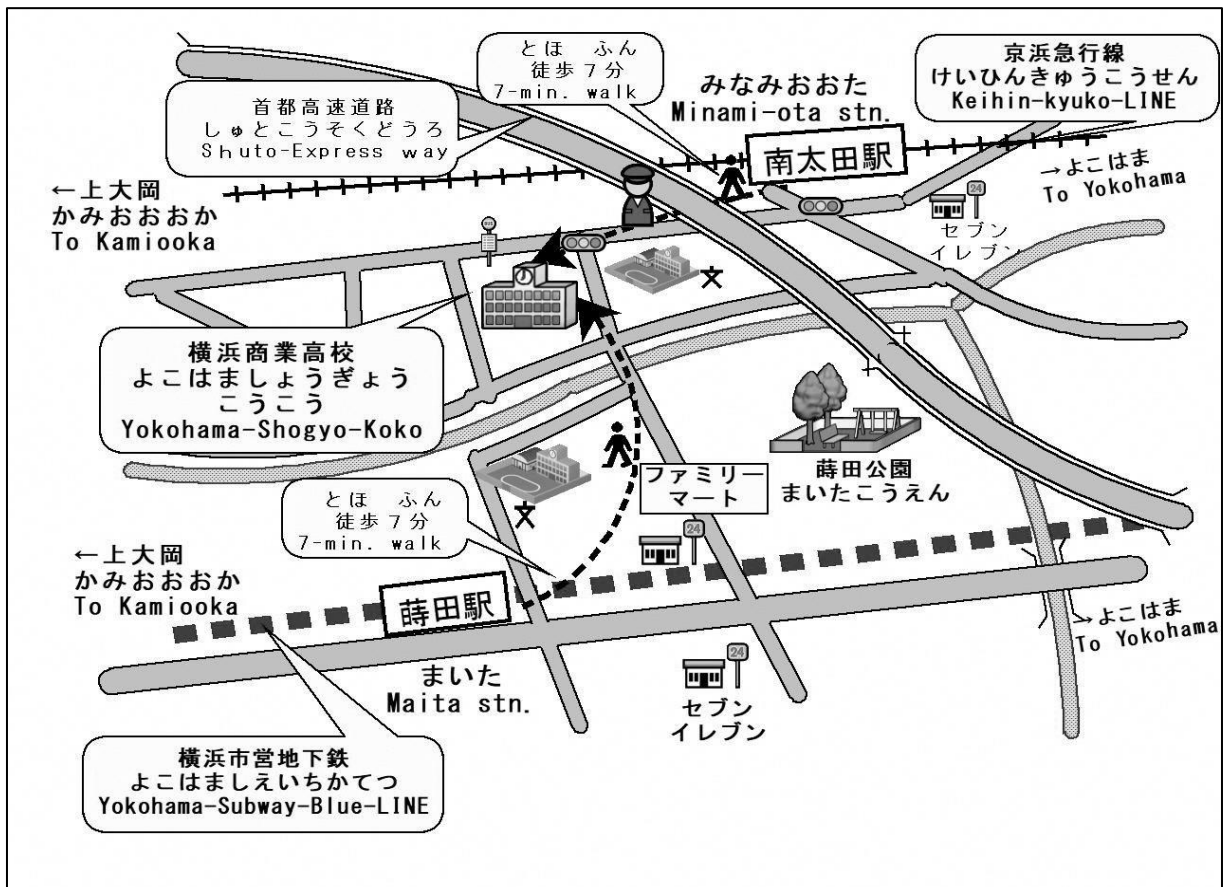 とほ ふん
徒歩７分
7-min. walk
京浜急行線
けいひんきゅうこうせん
Keihin-kyuko-LINE
首都高速道路
しゅとこうそくどうろ
Shuto-Express way
みなみおおた
Minami-ota stn.
南太田駅
←上大岡
かみおおおか
To Kamiooka
→よこはま
To Yokohama
24
セブン
イレブン
文
横浜商業高校
よこはましょうぎょう
こうこう
Yokohama-Shogyo-Koko
蒔田公園
まいたこうえん
ファミリー
マート
24
文
とほ ふん
徒歩７分
7-min. walk
←上大岡
かみおおおか
To Kamiooka
蒔田駅
まいた
Maita stn.
→よこはま
To Yokohama
24
セブン
イレブン
横浜市営地下鉄
よこはましえいちかてつ
Yokohama-Subway-Blue-LINE